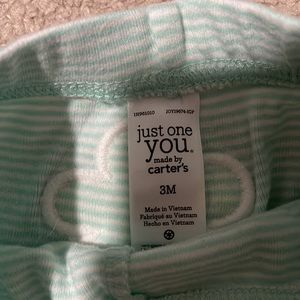 just one
you.
made by
carter's
3M
Made in Vietnam
Fabriqué au Vietnam
Hecho en Vietnam